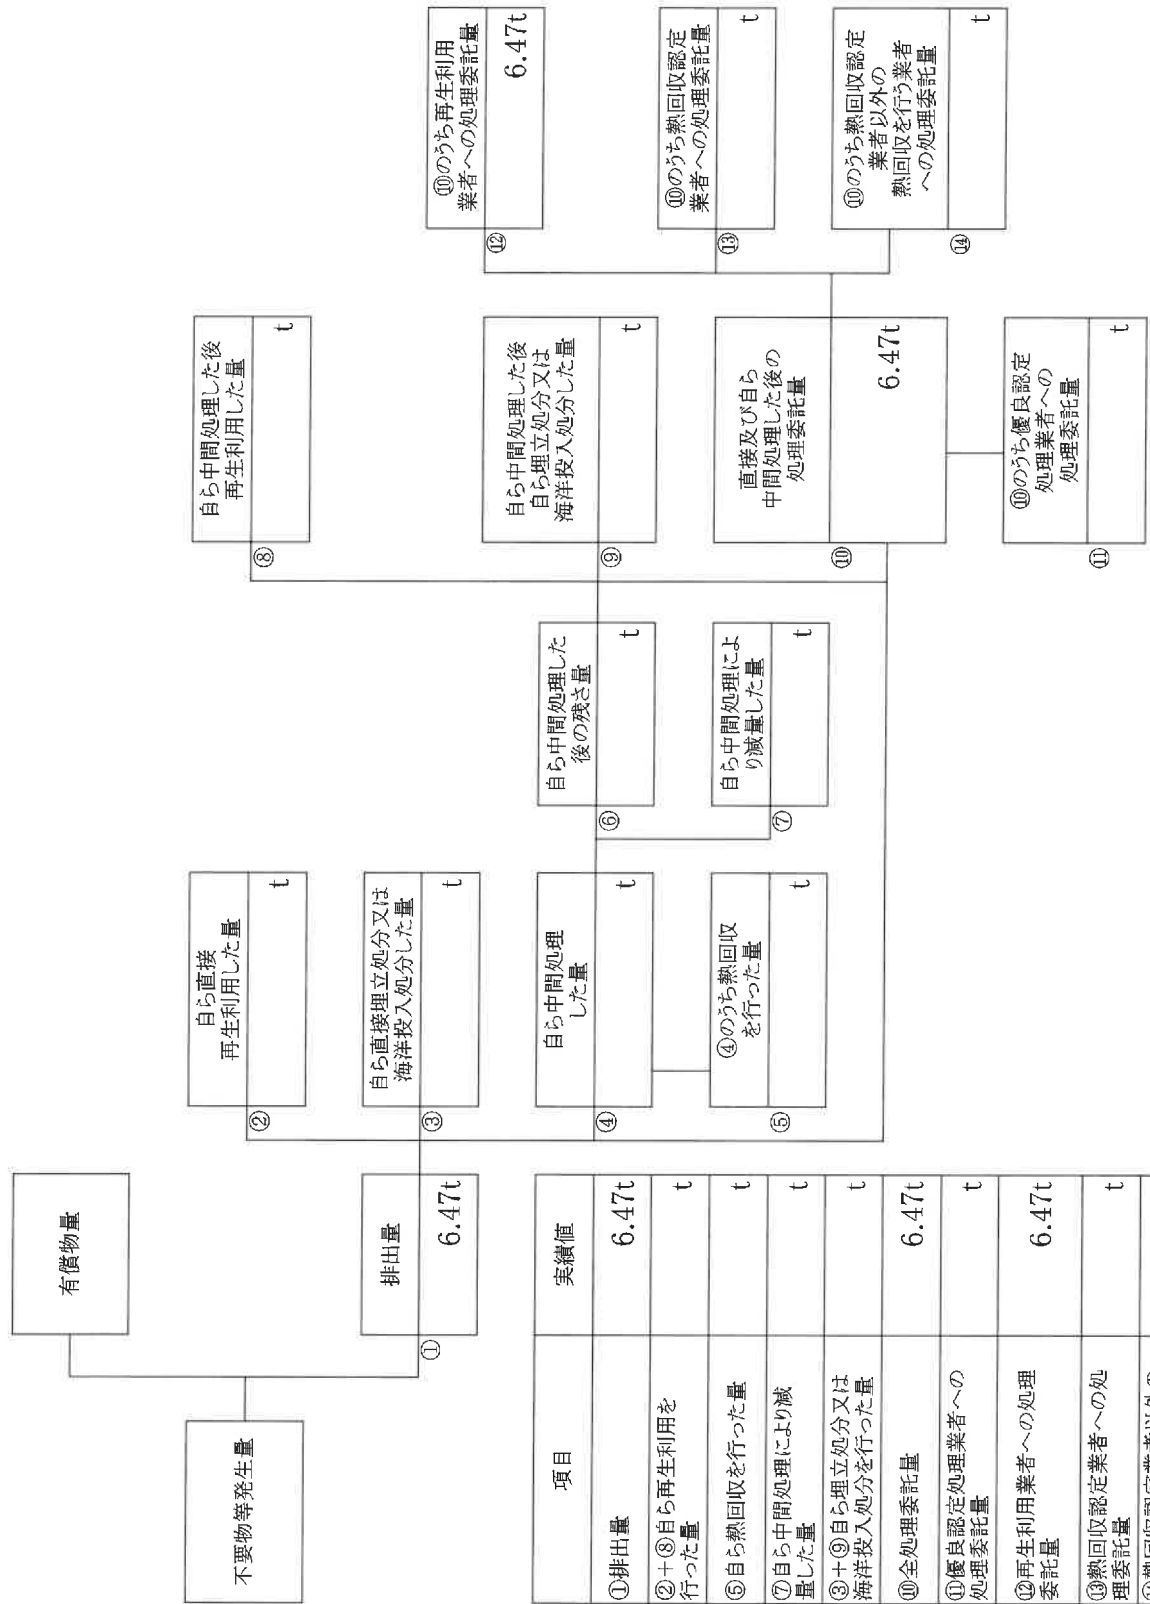 不要物等発生量
有償物量
①
排出量
6.47t
②
自ら直接
再生利用した量
t
③
自ら直接埋立処分又は
海洋投入処分した量
t
④
自ら中間処理
した量
t
⑤
④のうち熱回収
を行った量
t
⑥
自ら中間処理した
後の残さ量
t
⑦
自ら中間処理によ
り減量した量
t
⑧
自ら中間処理した後
再生利用した量
t
⑨
自ら中間処理した後
自ら埋立処分又は
海洋投入処分した量
t
⑩
直接及び自ら
中間処理した後の
処理委託量
6.47t
⑪
⑩のうち優良認定
処理業者への
処理委託量
t
⑫
⑩のうち再生利用
業者への処理委託量
6.47t
⑬
⑩のうち熱回収認定
業者への処理委託量
t
⑭
⑩のうち熱回収認定
業者以外の
熱回収を行う業者
への処理委託量
t
項目 実績値
①排出量 6.47t
②+⑧自ら再生利用を
行った量 t
⑤自ら熱回収を行った量 t
⑦自ら中間処理により減
量した量 t
③+⑨自ら埋立処分又は
海洋投入処分を行った量 t
⑩全処理委託量 6.47t
⑪優良認定処理業者への
処理委託量 t
⑫再生利用業者への処理
委託量 6.47t
⑬熱回収認定業者への処
理委託量 t